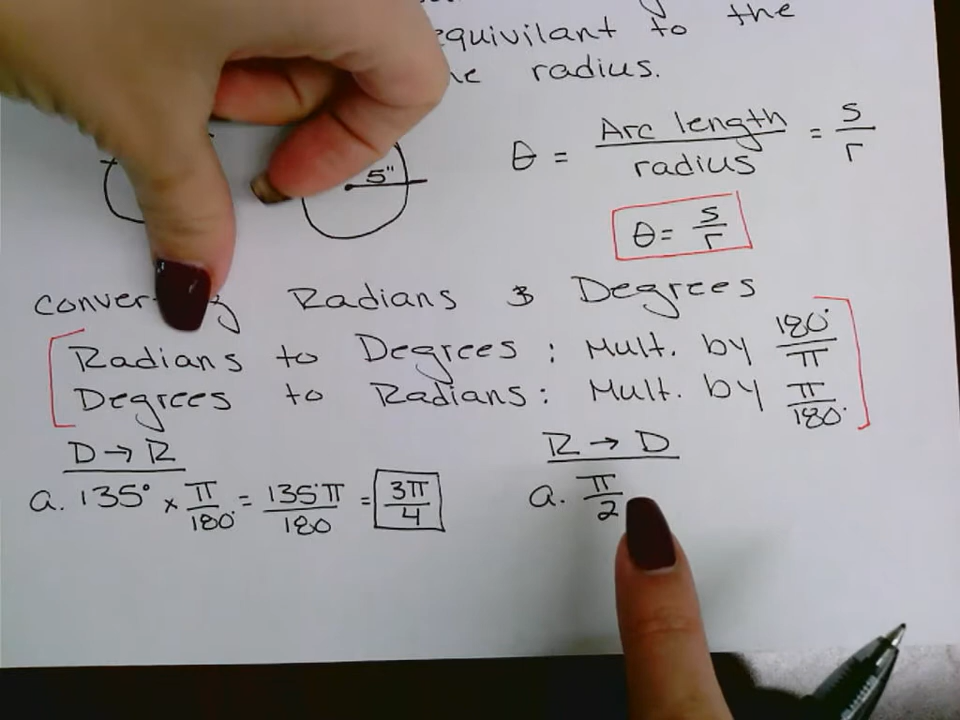 equivilant to the
radius.
θ = Arc length / radius = s/r
5"
θ = s/r
Radians & Degrees
Radians to Degrees: Mult. by 180°/π
Degrees to Radians: Mult. by π/180°
D → R
a. 135° × π/180° = 135°π/180 = 3π/4
R → D
a. π/2